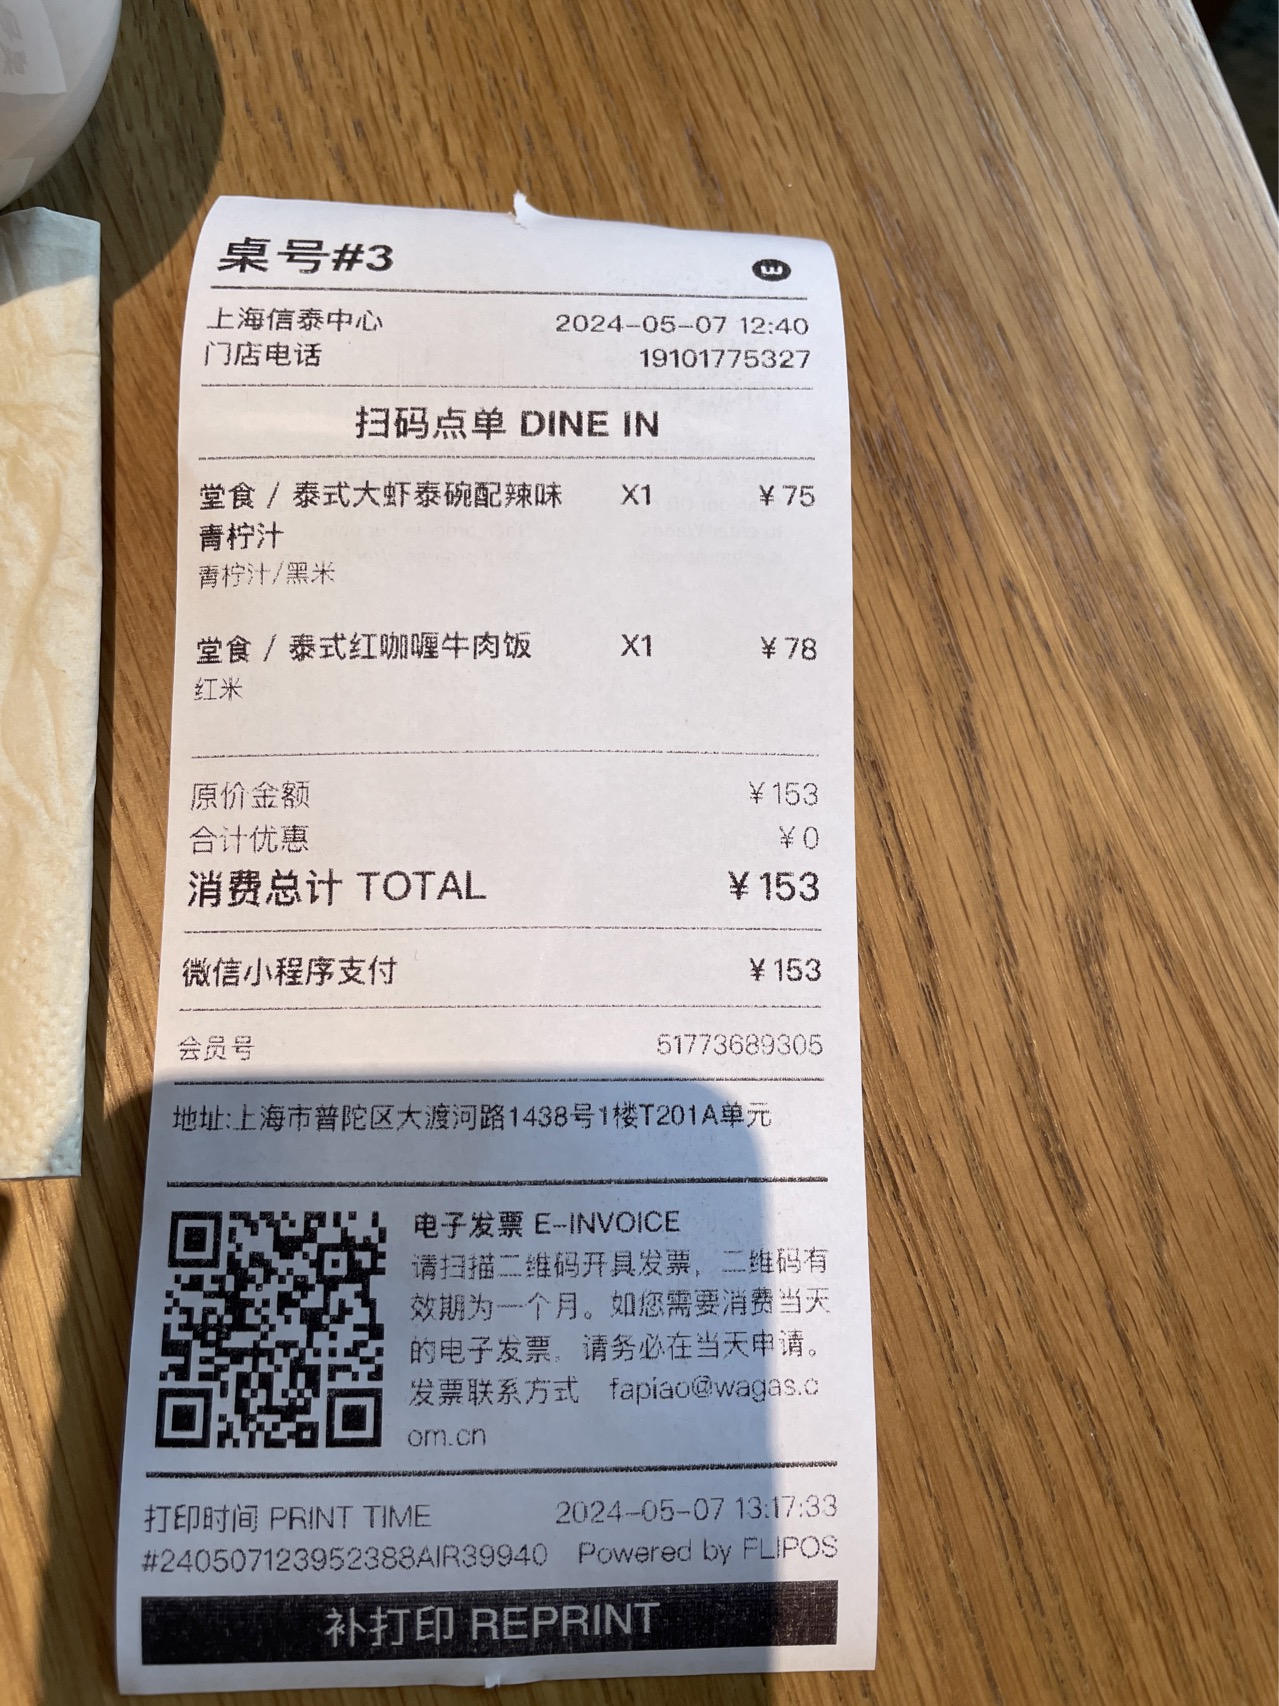 桌号#3
上海信泰中心 2024-05-07 12:40
门店电话 19101775327
扫码点单 DINE IN
堂食 / 泰式大虾泰碗配辣味 X1 ¥75
青柠汁
青柠汁/黑米
堂食 / 泰式红咖喱牛肉饭 X1 ¥78
红米
原价金额 ¥153
合计优惠 ¥0
消费总计 TOTAL ¥153
微信小程序支付 ¥153
会员号 51773689305
地址:上海市普陀区大渡河路1438号1楼T201A单元
电子发票 E-INVOICE
请扫描二维码开具发票，二维码有
效期为一个月。如您需要消费当天
的电子发票，请务必在当天申请。
发票联系方式 fapiao@wagas.c
om.cn
打印时间 PRINT TIME 2024-05-07 13:17:33
#240507123952388AIR39940 Powered by FLIPOS
补打印 REPRINT